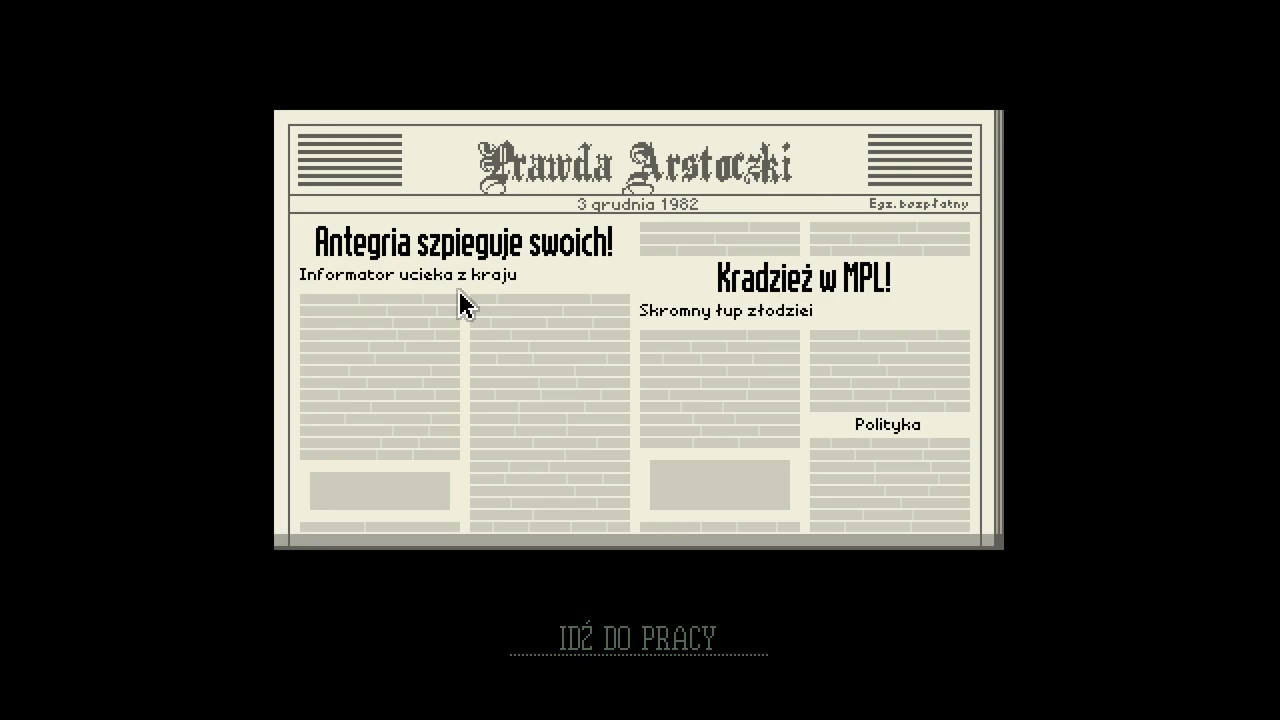 Prawda Arstoczki
3 grudnia 1982
Egz. bezpłatny
Antegria szpieguje swoich!
Informator ucieka z kraju
Kradzież w MPL!
Skromny łup złodziei
Polityka
IDŹ DO PRACY